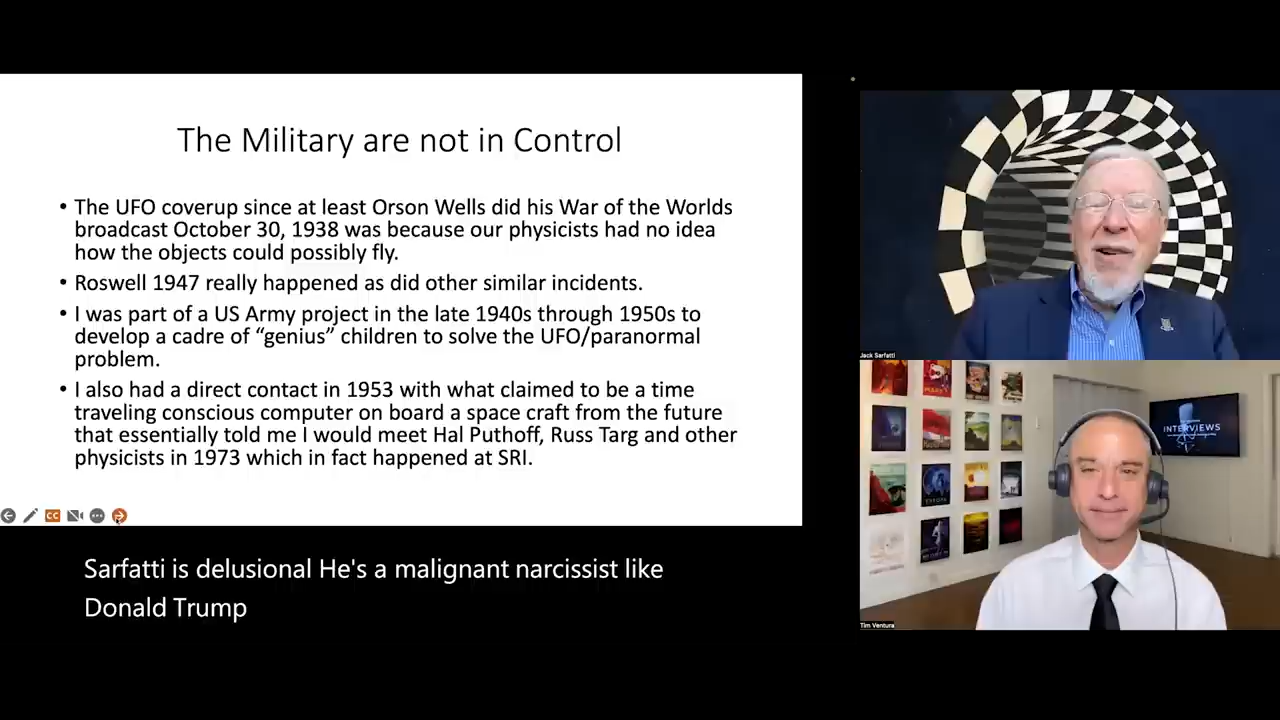 The Military are not in Control
• The UFO coverup since at least Orson Wells did his War of the Worlds
broadcast October 30, 1938 was because our physicists had no idea
how the objects could possibly fly.
• Roswell 1947 really happened as did other similar incidents.
• I was part of a US Army project in the late 1940s through 1950s to
develop a cadre of “genius” children to solve the UFO/paranormal
problem.
• I also had a direct contact in 1953 with what claimed to be a time
traveling conscious computer on board a space craft from the future
that essentially told me I would meet Hal Puthoff, Russ Targ and other
physicists in 1973 which in fact happened at SRI.
CC
Sarfatti is delusional He's a malignant narcissist like
Donald Trump
Jack Sarfatti
INTERVIEWS
Tim Ventura